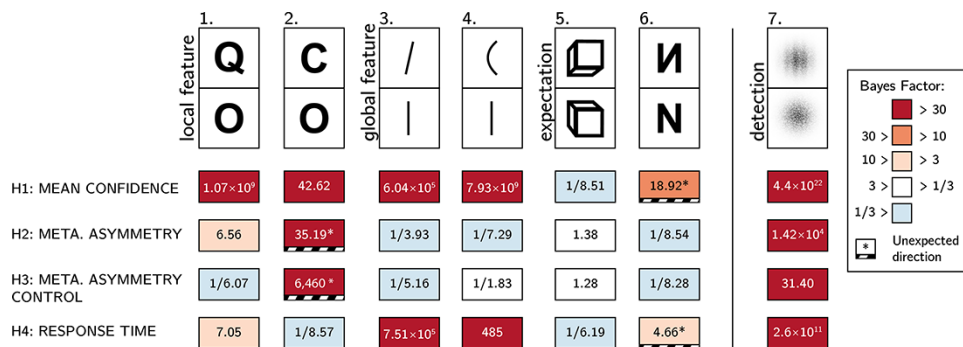 1. 2. 3. 4. 5. 6. 7.
local feature
global feature
expectation
detection
Q C И
O O N
Bayes Factor:
> 30
30 > > 10
10 > > 3
3 > > 1/3
1/3 >
* Unexpected direction
H1: MEAN CONFIDENCE 1.07×10⁹ 42.62 6.04×10⁵ 7.93×10⁹ 1/8.51 18.92* 4.4×10²²
H2: META. ASYMMETRY 6.56 35.19* 1/3.93 1/7.29 1.38 1/8.54 1.42×10⁴
H3: META. ASYMMETRY CONTROL 1/6.07 6,460 * 1/5.16 1/1.83 1.28 1/8.28 31.40
H4: RESPONSE TIME 7.05 1/8.57 7.51×10⁵ 485 1/6.19 4.66* 2.6×10¹¹